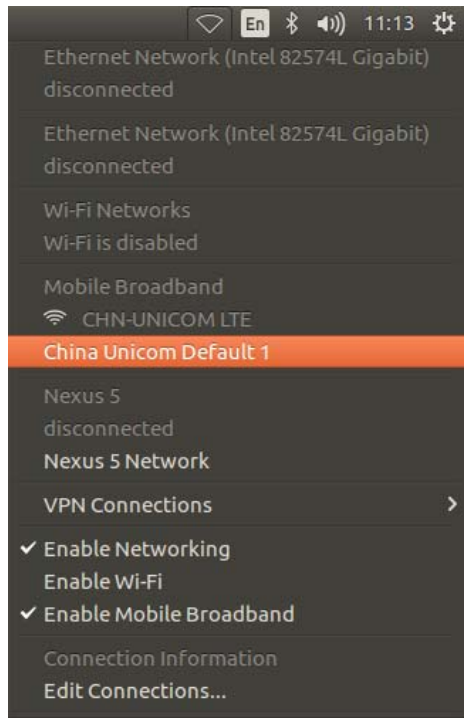 En 11:13
Ethernet Network (Intel 82574L Gigabit)
disconnected
Ethernet Network (Intel 82574L Gigabit)
disconnected
Wi-Fi Networks
Wi-Fi is disabled
Mobile Broadband
CHN-UNICOM LTE
China Unicom Default 1
Nexus 5
disconnected
Nexus 5 Network
VPN Connections
Enable Networking
Enable Wi-Fi
Enable Mobile Broadband
Connection Information
Edit Connections...